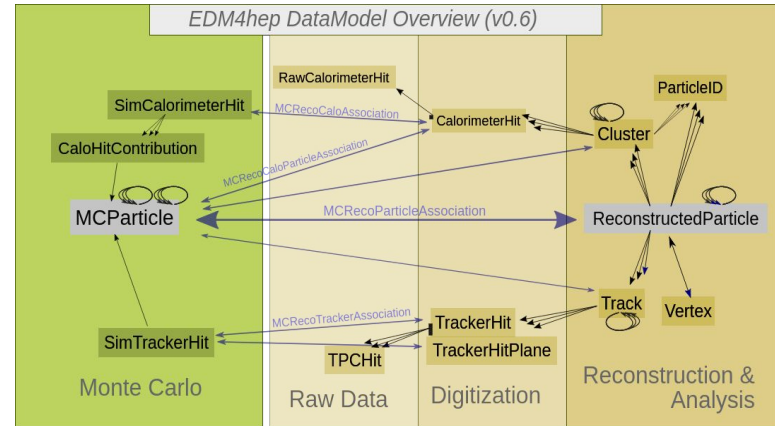 EDM4hep DataModel Overview (v0.6)
RawCalorimeterHit
ParticleID
SimCalorimeterHit
MCRecoCaloAssociation
CalorimeterHit
Cluster
CaloHitContribution
MCRecoCaloParticleAssociation
MCParticle
MCRecoParticleAssociation
ReconstructedParticle
MCRecoTrackerAssociation
TrackerHit
Track
Vertex
SimTrackerHit
TPCHit
TrackerHitPlane
Monte Carlo
Raw Data
Digitization
Reconstruction &
Analysis